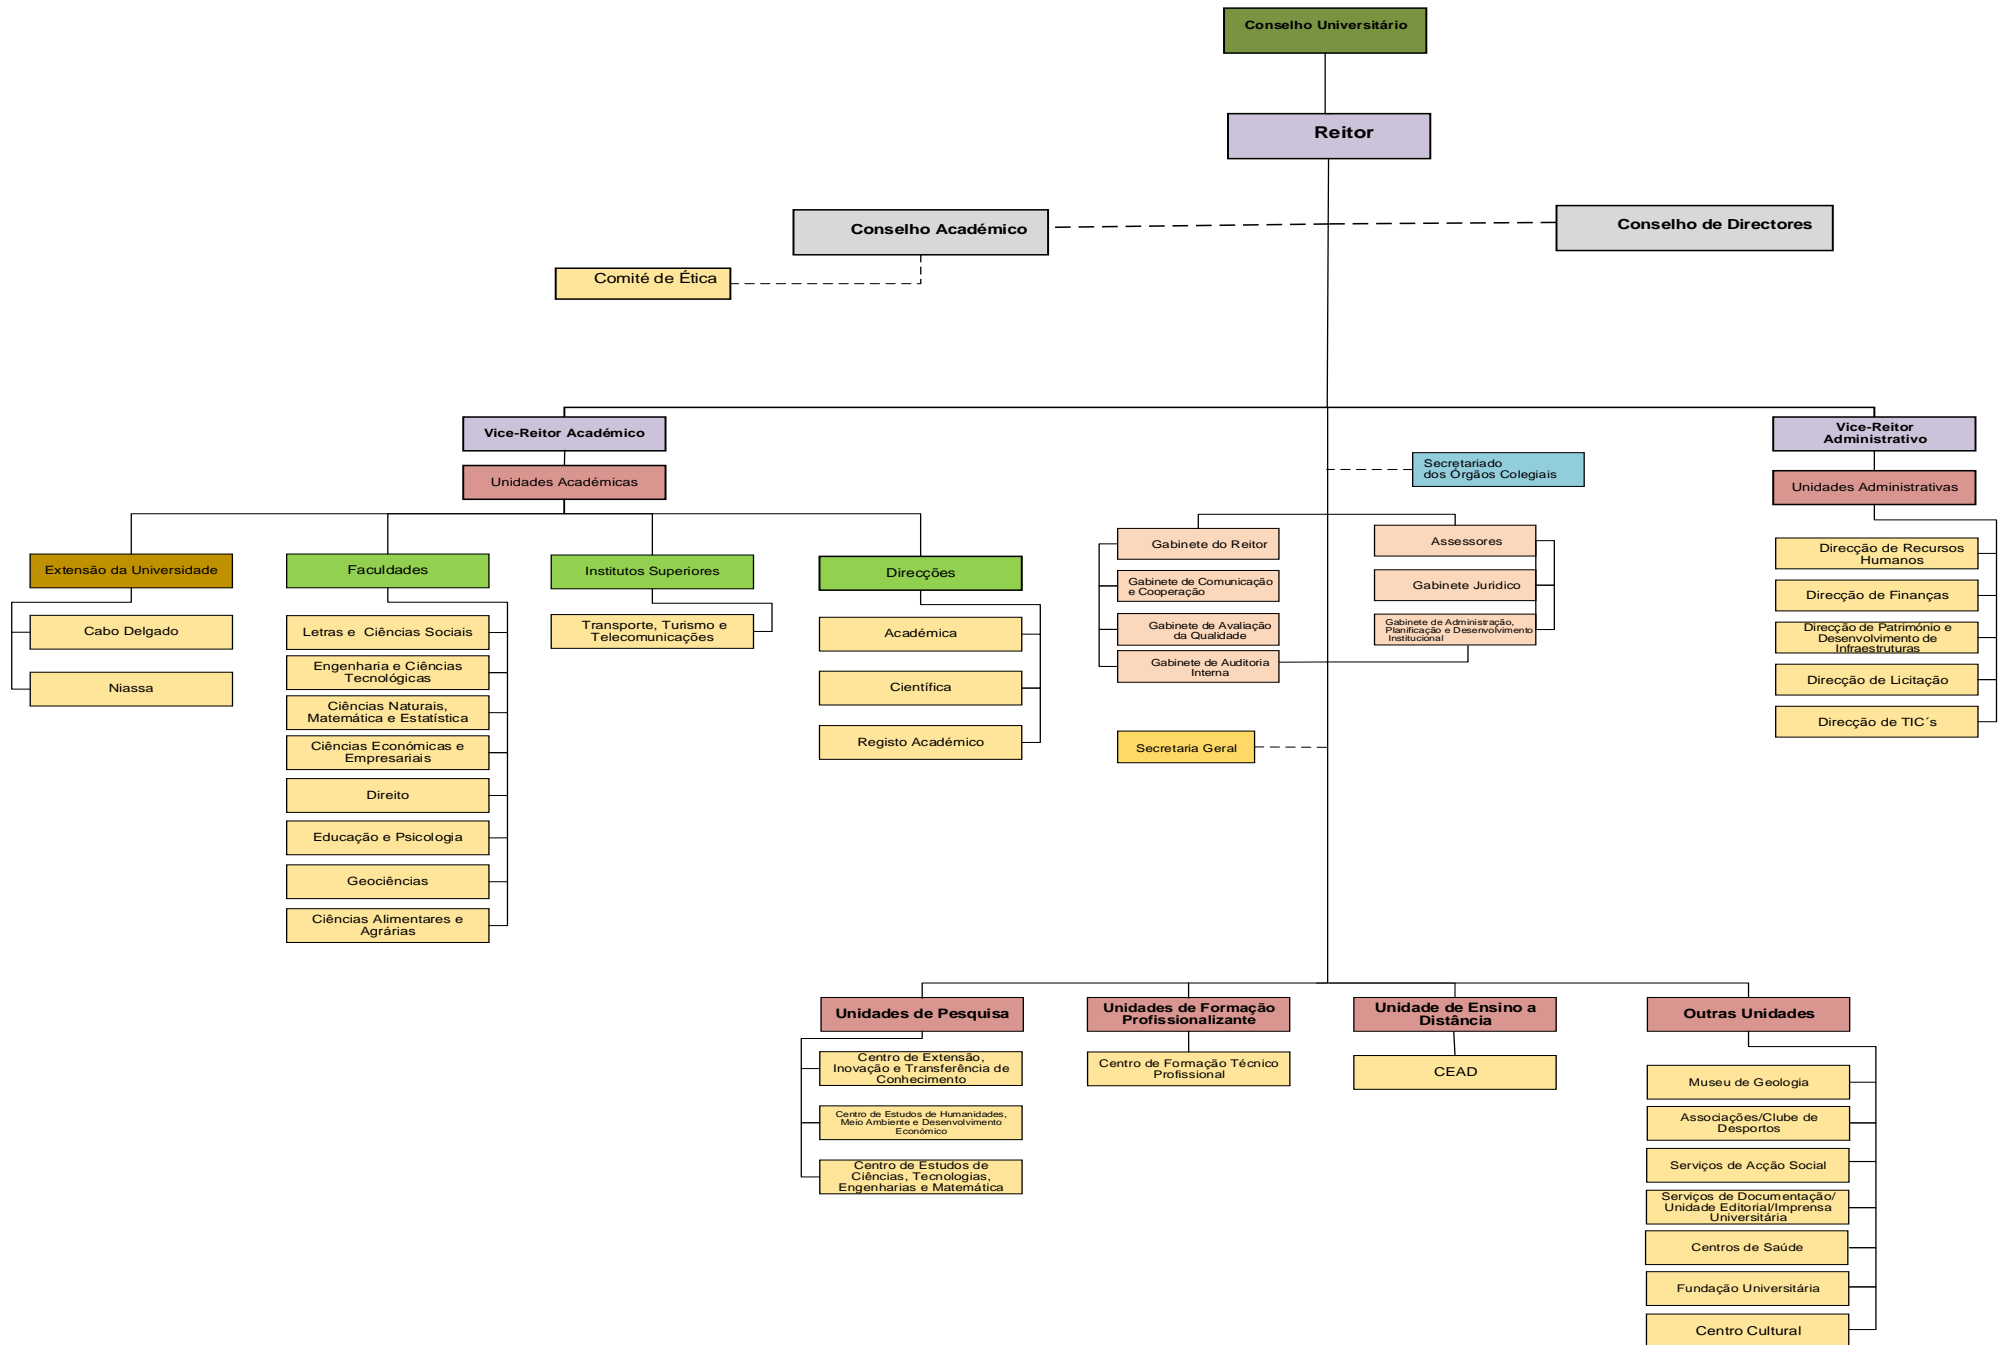 Conselho Universitário
Reitor
Conselho Académico
Conselho de Directores
Comité de Ética
Vice-Reitor Académico
Unidades Académicas
Vice-Reitor
Administrativo
Unidades Administrativas
Secretariado
dos Órgãos Colegiais
Extensão da Universidade
Cabo Delgado
Niassa
Faculdades
Letras e Ciências Sociais
Engenharia e Ciências
Tecnológicas
Ciências Naturais,
Matemática e Estatística
Ciências Económicas e
Empresariais
Direito
Educação e Psicologia
Geociências
Ciências Alimentares e
Agrárias
Institutos Superiores
Transporte, Turismo e
Telecomunicações
Direcções
Académica
Científica
Registo Académico
Gabinete do Reitor
Gabinete de Comunicação
e Cooperação
Gabinete de Avaliação
da Qualidade
Gabinete de Auditoria
Interna
Assessores
Gabinete Juridico
Gabinete de Administração,
Planificação e Desenvolvimento
Institucional
Secretaria Geral
Direcção de Recursos
Humanos
Direcção de Finanças
Direcção de Património e
Desenvolvimento de
Infraestruturas
Direcção de Licitação
Direcção de TIC´s
Unidades de Pesquisa
Centro de Extensão,
Inovação e Transferência de
Conhecimento
Centro de Estudos de Humanidades,
Meio Ambiente e Desenvolvimento
Económico
Centro de Estudos de
Ciências, Tecnologias,
Engenharias e Matemática
Unidades de Formação
Profissionalizante
Centro de Formação Técnico
Profissional
Unidade de Ensino a
Distância
CEAD
Outras Unidades
Museu de Geologia
Associações/Clube de
Desportos
Serviços de Acção Social
Serviços de Documentação/
Unidade Editorial/Imprensa
Universitária
Centros de Saúde
Fundação Universitária
Centro Cultural